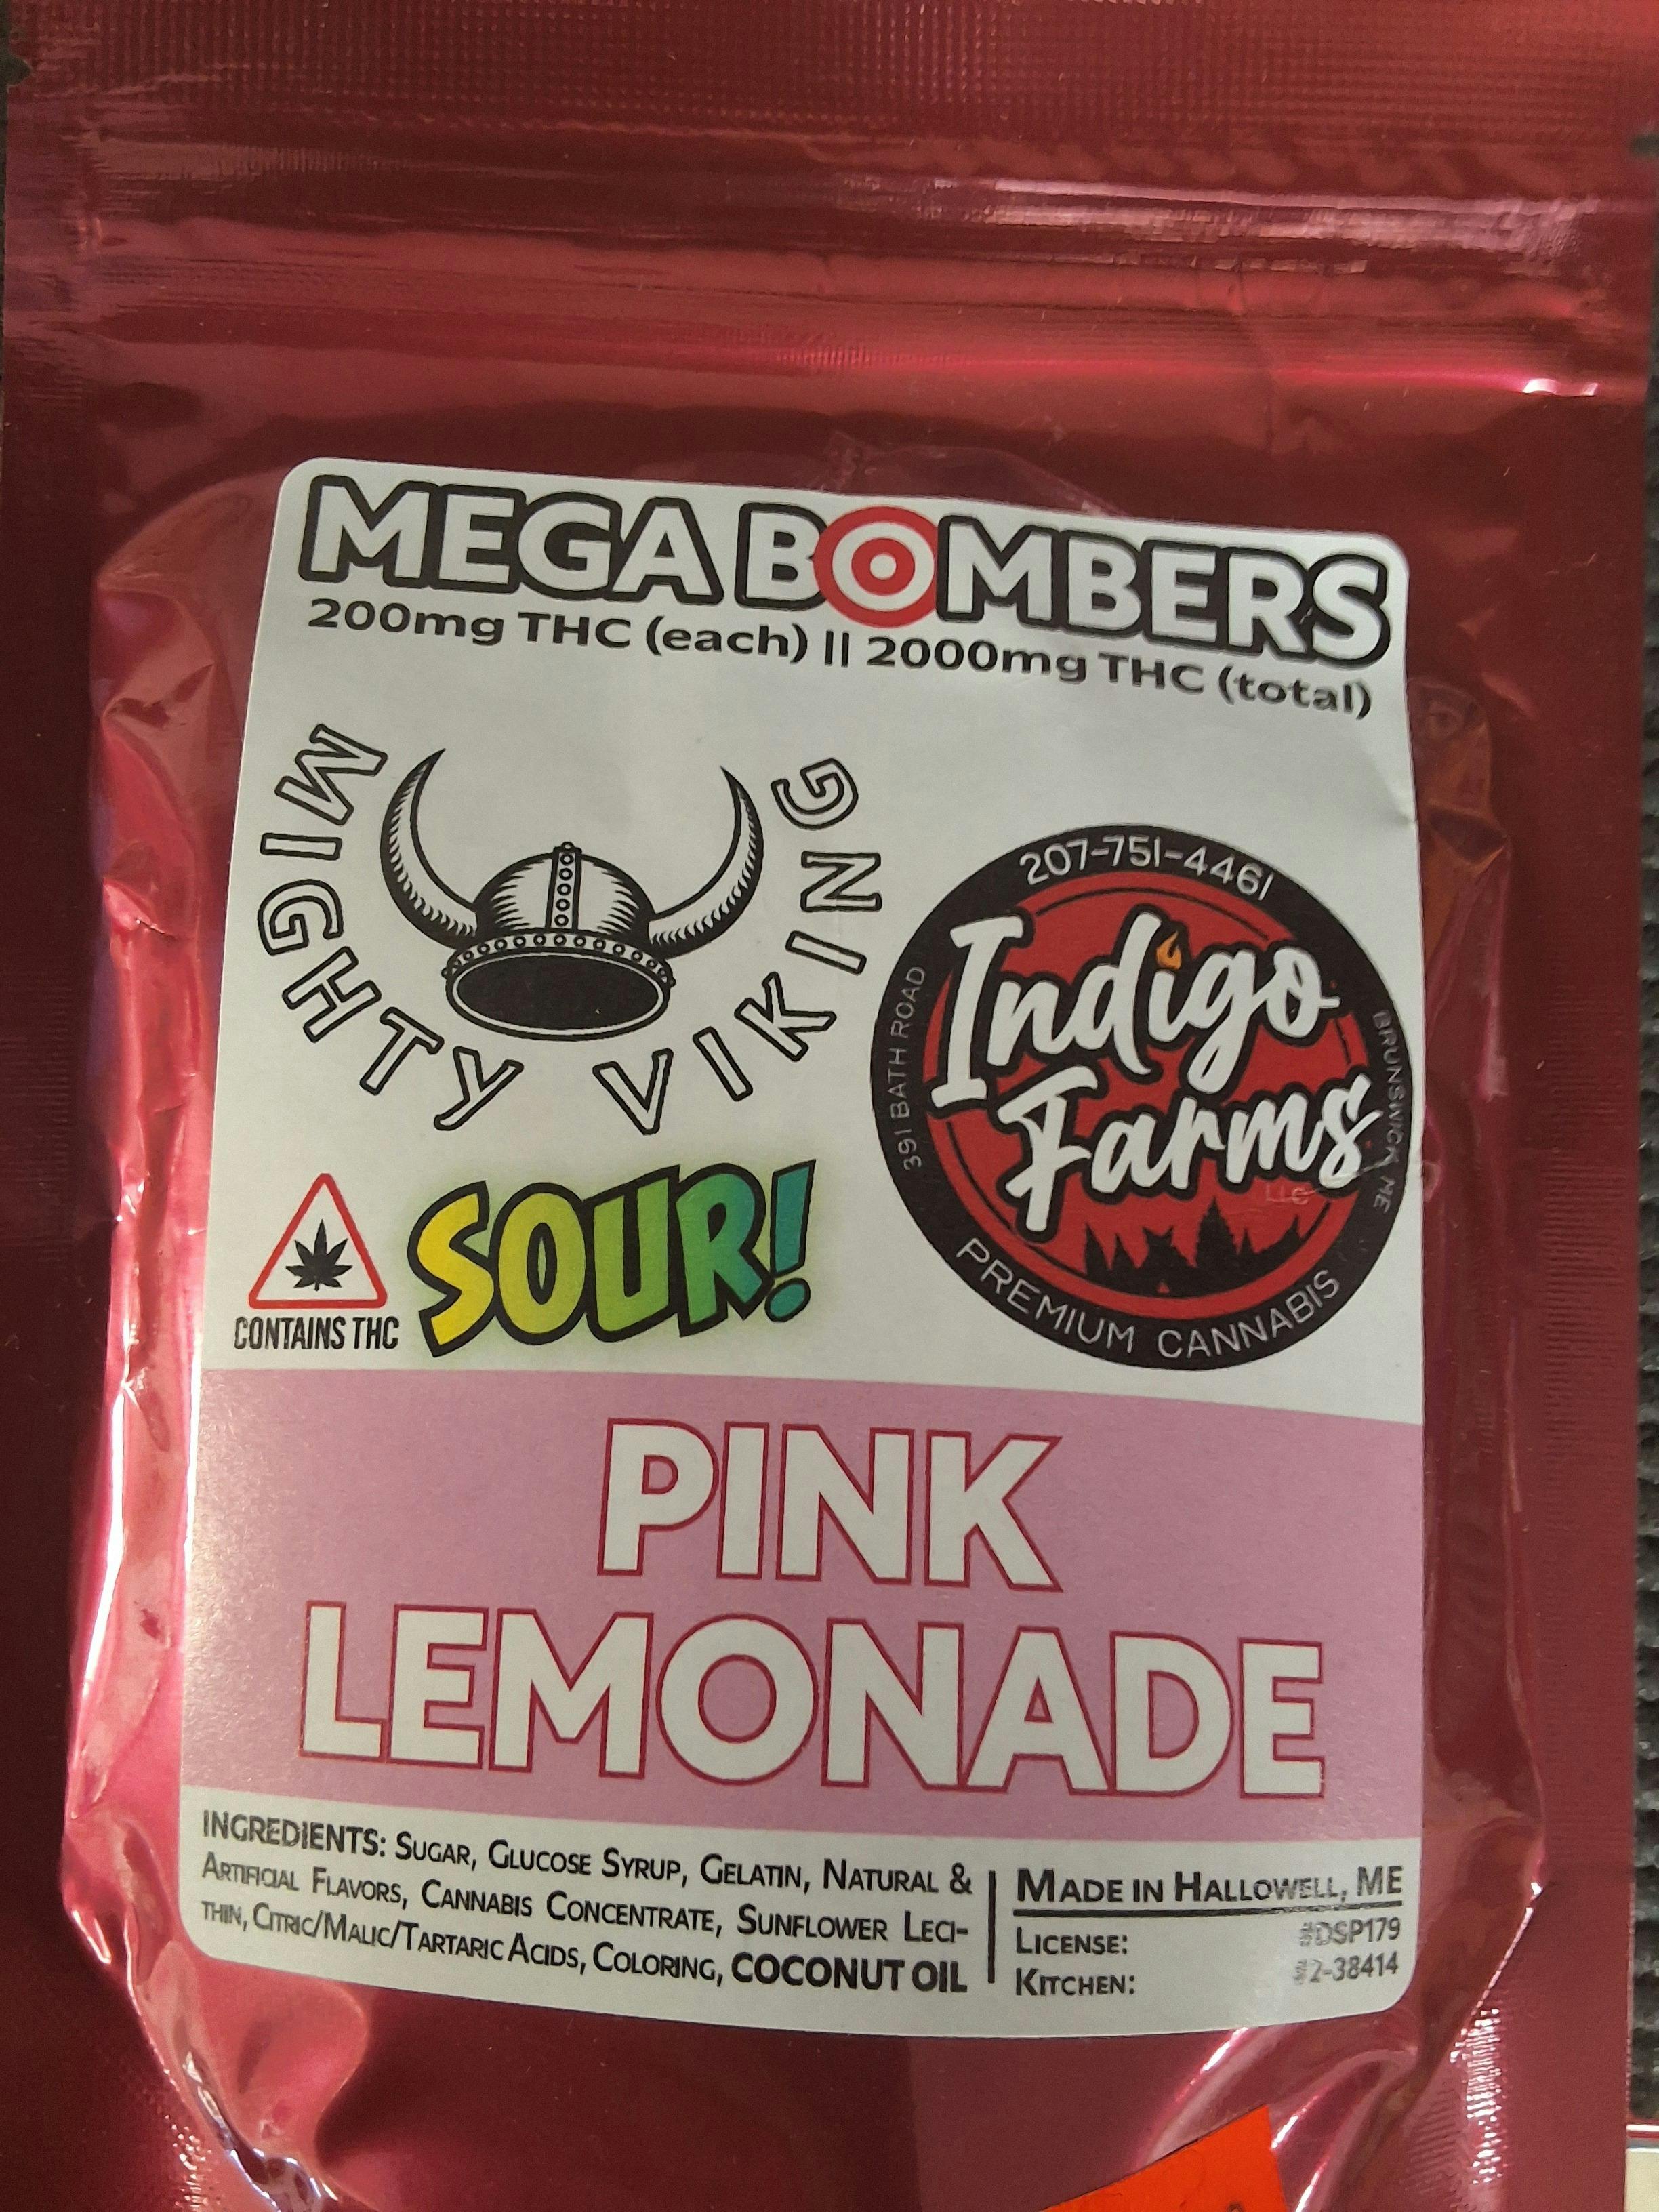 MEGA BOMBERS
200mg THC (each) || 2000mg THC (total)
MIGHTY VIKING
207-751-4461
391 BATH ROAD
BRUNSWICK, ME
Indigo
Farms
LLC
PREMIUM CANNABIS
SOUR!
CONTAINS THC
PINK
LEMONADE
INGREDIENTS: SUGAR, GLUCOSE SYRUP, GELATIN, NATURAL &
ARTIFICIAL FLAVORS, CANNABIS CONCENTRATE, SUNFLOWER LECI-
THIN, CITRIC/MALIC/TARTARIC ACIDS, COLORING, COCONUT OIL
MADE IN HALLOWELL, ME
LICENSE: #DSP179
KITCHEN: #2-38414